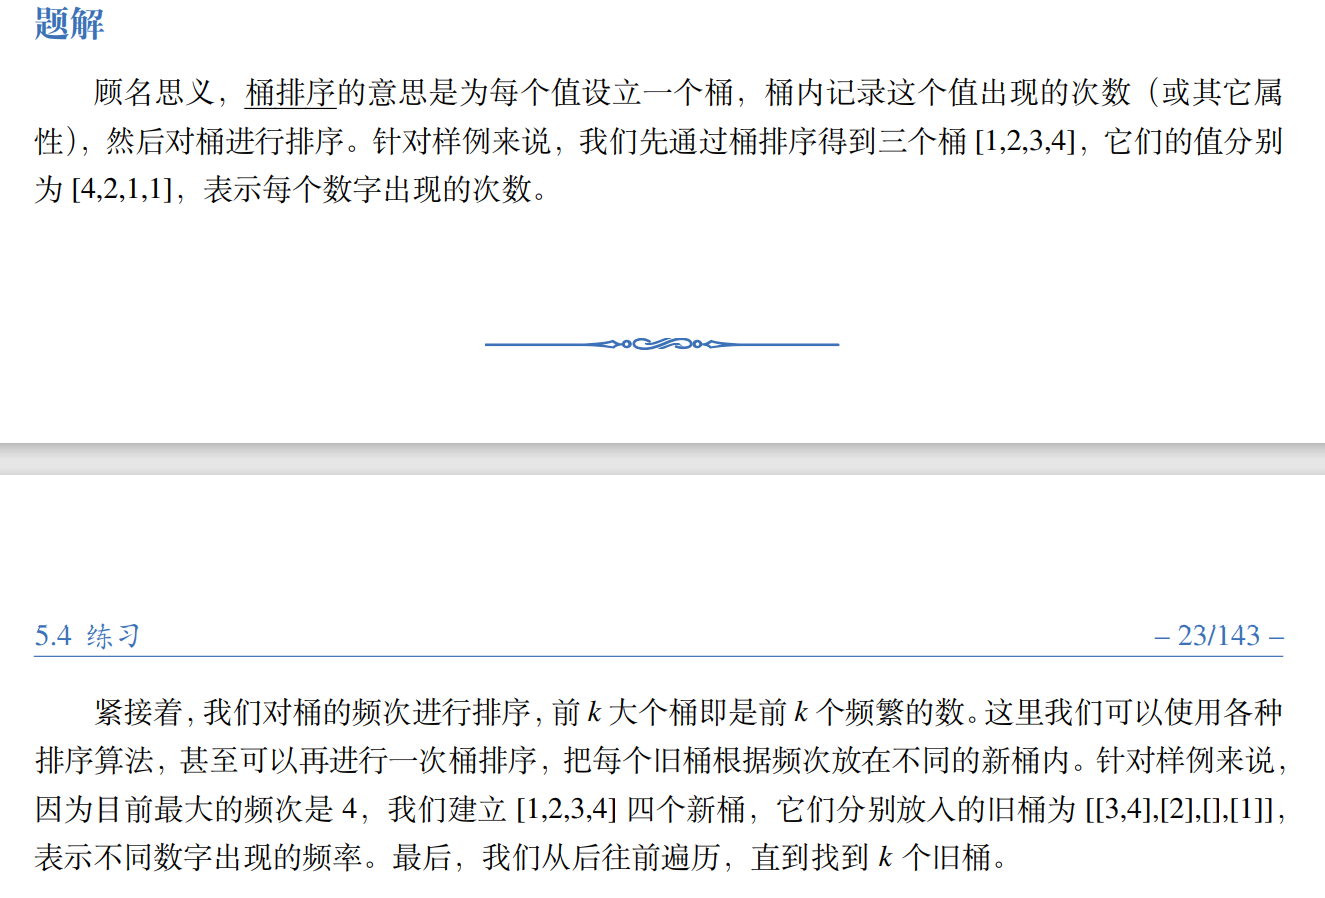 题解
顾名思义，桶排序的意思是为每个值设立一个桶，桶内记录这个值出现的次数（或其它属
性），然后对桶进行排序。针对样例来说，我们先通过桶排序得到三个桶 [1,2,3,4]，它们的值分别
为 [4,2,1,1]，表示每个数字出现的次数。
5.4 练习
– 23/143 –
紧接着，我们对桶的频次进行排序，前 k 大个桶即是前 k 个频繁的数。这里我们可以使用各种
排序算法，甚至可以再进行一次桶排序，把每个旧桶根据频次放在不同的新桶内。针对样例来说，
因为目前最大的频次是 4，我们建立 [1,2,3,4] 四个新桶，它们分别放入的旧桶为 [[3,4],[2],[],[1]]，
表示不同数字出现的频率。最后，我们从后往前遍历，直到找到 k 个旧桶。